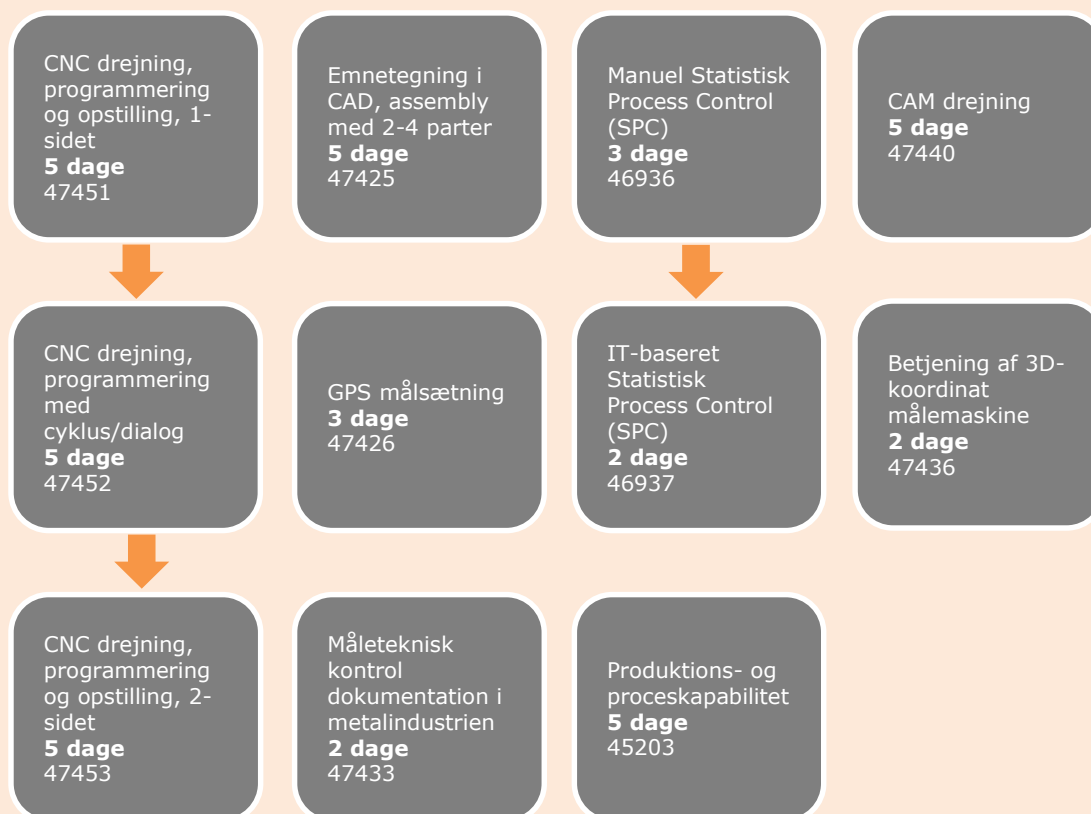 CNC drejning,
programmering
og opstilling, 1-
sidet
5 dage
47451
Emnetegning i
CAD, assembly
med 2-4 parter
5 dage
47425
Manuel Statistisk
Process Control
(SPC)
3 dage
46936
CAM drejning
5 dage
47440
CNC drejning,
programmering
med
cyklus/dialog
5 dage
47452
GPS målsætning
3 dage
47426
IT-baseret
Statistisk
Process Control
(SPC)
2 dage
46937
Betjening af 3D-
koordinat
målemaskine
2 dage
47436
CNC drejning,
programmering
og opstilling, 2-
sidet
5 dage
47453
Måleteknisk
kontrol
dokumentation i
metalindustrien
2 dage
47433
Produktions- og
proceskapabilitet
5 dage
45203